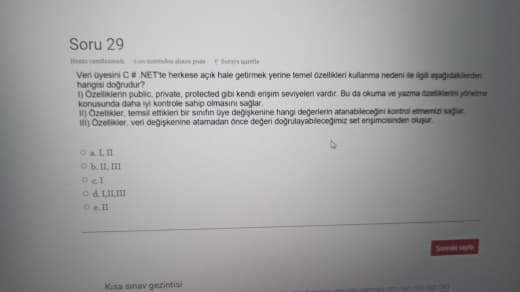 Soru 29
Henüz yanıtlanmadı 4,00 üzerinden alınan puan Soruyu işaretle
Veri üyesini C # .NET'te herkese açık hale getirmek yerine temel özellikleri kullanma nedeni ile ilgili aşağıdakilerden
hangisi doğrudur?
I) Özelliklerin public, private, protected gibi kendi erişim seviyeleri vardır. Bu da okuma ve yazma özelliklerini yönetme
konusunda daha iyi kontrole sahip olmasını sağlar.
II) Özellikler, temsil ettikleri bir sınıfın üye değişkenine hangi değerlerin atanabileceğini kontrol etmemizi sağlar.
III) Özellikler, veri değişkenine atamadan önce değeri doğrulayabileceğimiz set erişimcisinden oluşur.
a. I, II
b. II, III
c. I
d. I,II,III
e. II
Sonraki sayfa
Kısa sınav gezintisi